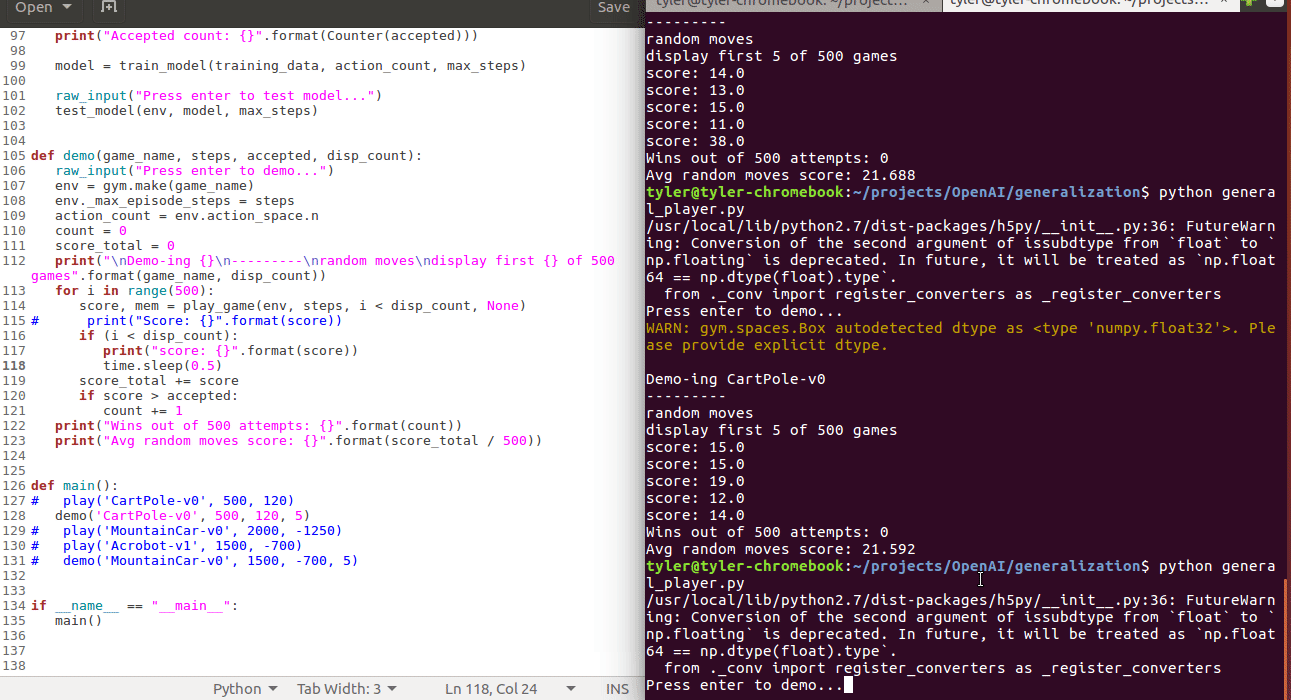 Open
Save
97 print("Accepted count: {}".format(Counter(accepted)))
98
99 model = train_model(training_data, action_count, max_steps)
100
101 raw_input("Press enter to test model...")
102 test_model(env, model, max_steps)
103
104
105 def demo(game_name, steps, accepted, disp_count):
106 raw_input("Press enter to demo...")
107 env = gym.make(game_name)
108 env._max_episode_steps = steps
109 action_count = env.action_space.n
110 count = 0
111 score_total = 0
112 print("\nDemo-ing {}\n---------\nrandom moves\ndisplay first {} of 500
games".format(game_name, disp_count))
113 for i in range(500):
114 score, mem = play_game(env, steps, i < disp_count, None)
115 # print("Score: {}".format(score))
116 if (i < disp_count):
117 print("score: {}".format(score))
118 time.sleep(0.5)
119 score_total += score
120 if score > accepted:
121 count += 1
122 print("Wins out of 500 attempts: {}".format(count))
123 print("Avg random moves score: {}".format(score_total / 500))
124
125
126 def main():
127 # play('CartPole-v0', 500, 120)
128 demo('CartPole-v0', 500, 120, 5)
129 # play('MountainCar-v0', 2000, -1250)
130 # play('Acrobot-v1', 1500, -700)
131 # demo('MountainCar-v0', 1500, -700, 5)
132
133
134 if __name__ == "__main__":
135 main()
136
137
138
Python Tab Width: 3 Ln 118, Col 24 INS
tyler@tyler-chromebook: ~/project... × tyler@tyler-chromebook: ~/projects... ×
---------
random moves
display first 5 of 500 games
score: 14.0
score: 13.0
score: 15.0
score: 11.0
score: 38.0
Wins out of 500 attempts: 0
Avg random moves score: 21.688
tyler@tyler-chromebook:~/projects/OpenAI/generalization$ python genera
l_player.py
/usr/local/lib/python2.7/dist-packages/h5py/__init__.py:36: FutureWarn
ing: Conversion of the second argument of issubdtype from `float` to `
np.floating` is deprecated. In future, it will be treated as `np.float
64 == np.dtype(float).type`.
from ._conv import register_converters as _register_converters
Press enter to demo...
WARN: gym.spaces.Box autodetected dtype as <type 'numpy.float32'>. Ple
ase provide explicit dtype.
Demo-ing CartPole-v0
---------
random moves
display first 5 of 500 games
score: 15.0
score: 15.0
score: 19.0
score: 12.0
score: 14.0
Wins out of 500 attempts: 0
Avg random moves score: 21.592
tyler@tyler-chromebook:~/projects/OpenAI/generalization$ python genera
l_player.py
/usr/local/lib/python2.7/dist-packages/h5py/__init__.py:36: FutureWarn
ing: Conversion of the second argument of issubdtype from `float` to `
np.floating` is deprecated. In future, it will be treated as `np.float
64 == np.dtype(float).type`.
from ._conv import register_converters as _register_converters
Press enter to demo...